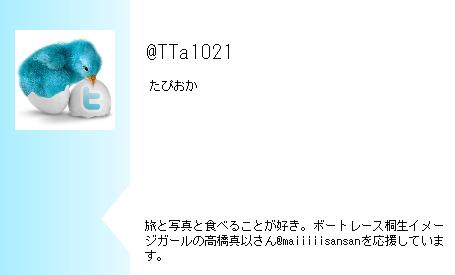 @TTa1021
たぴおか
旅と写真と食べることが好き。ボートレース桐生イメー
ジガールの高橋真以さん@maiiiiisansanを応援していま
す。